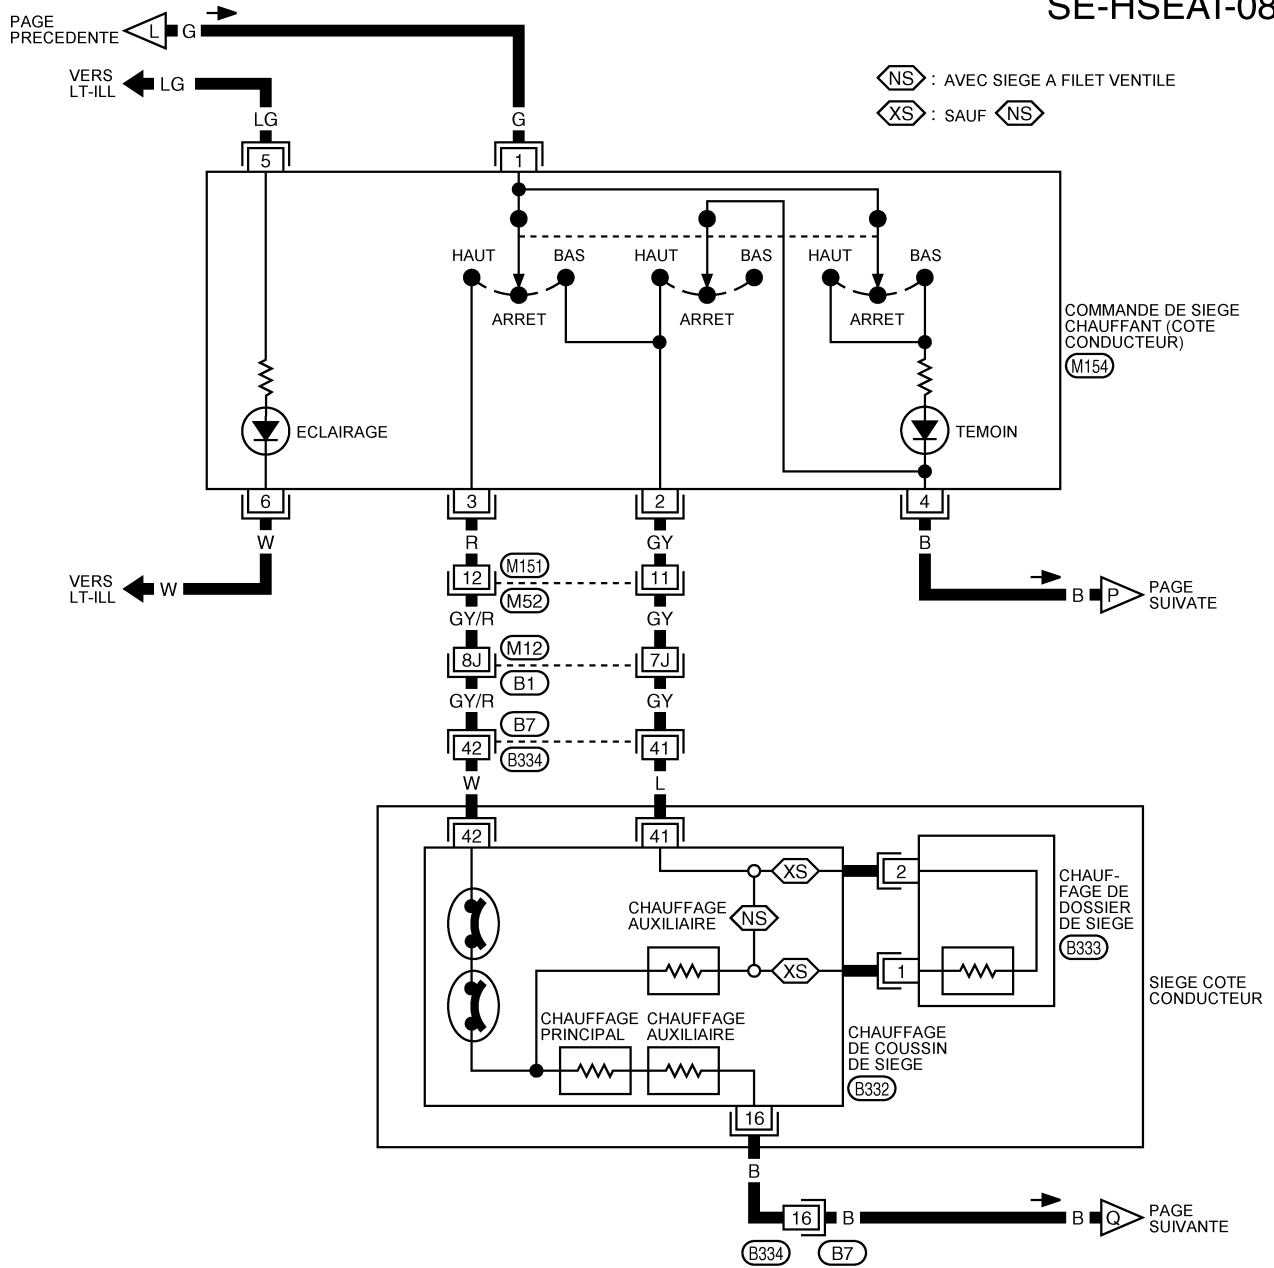 SE-HSEAT-08
PAGE
PRECEDENTE
L
G
VERS
LT-ILL
LG
LG
G
NS : AVEC SIEGE A FILET VENTILE
XS : SAUF NS
5
1
HAUT
BAS
HAUT
BAS
HAUT
BAS
ARRET
ARRET
ARRET
COMMANDE DE SIEGE
CHAUFFANT (COTE
CONDUCTEUR)
M154
ECLAIRAGE
TEMOIN
6
3
2
4
W
R
GY
B
VERS
LT-ILL
W
12
M151
11
M52
B
P
PAGE
SUIVATE
GY/R
GY
8J
M12
7J
B1
GY/R
GY
B7
42
41
B334
W
L
42
41
XS
2
CHAUFFAGE
AUXILIAIRE
NS
CHAUF-
FAGE DE
DOSSIER
DE SIEGE
B333
XS
1
SIEGE COTE
CONDUCTEUR
CHAUFFAGE
PRINCIPAL
CHAUFFAGE
AUXILIAIRE
CHAUFFAGE
DE COUSSIN
DE SIEGE
B332
16
B
16
B
B
Q
PAGE
SUIVANTE
B334
B7